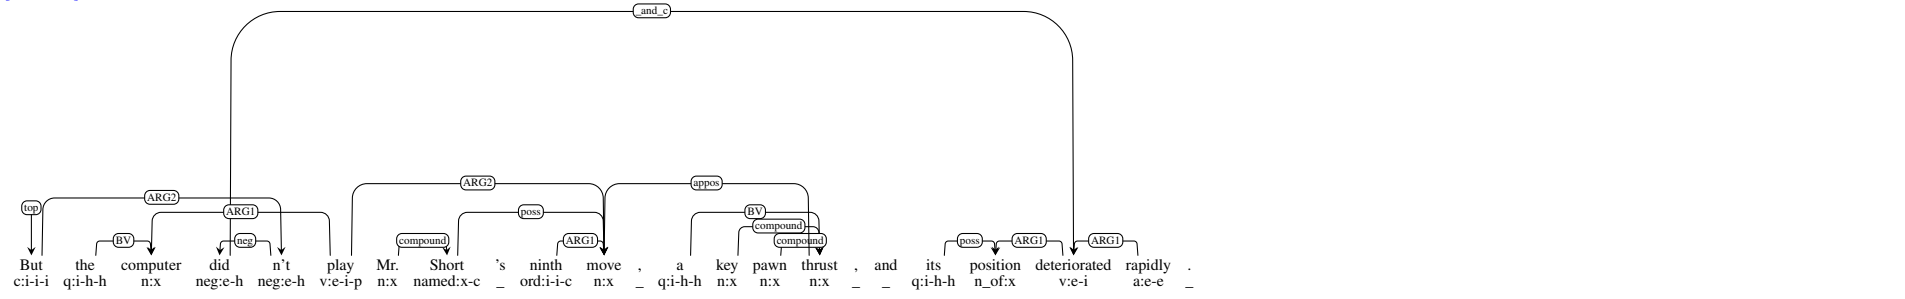 _and_c
ARG2 ARG2 appos
top ARG1 poss BV
compound
BV neg compound ARG1 compound poss ARG1 ARG1
But the computer did n't play Mr. Short 's ninth move , a key pawn thrust , and its position deteriorated rapidly .
c:i-i-i q:i-h-h n:x neg:e-h neg:e-h v:e-i-p n:x named:x-c _ ord:i-i-c n:x _ q:i-h-h n:x n:x n:x _ _ q:i-h-h n_of:x v:e-i a:e-e _